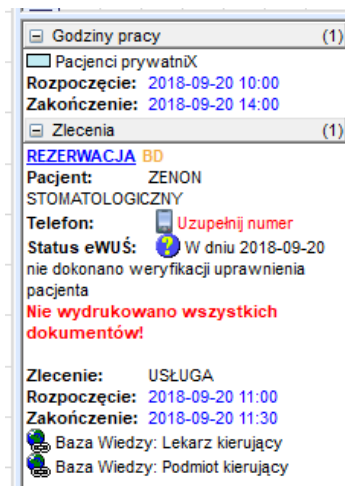 Godziny pracy (1)
Pacjenci prywatniX
Rozpoczęcie: 2018-09-20 10:00
Zakończenie: 2018-09-20 14:00
Zlecenia (1)
REZERWACJA BD
Pacjent: ZENON
STOMATOLOGICZNY
Telefon: Uzupełnij numer
Status eWUŚ: W dniu 2018-09-20
nie dokonano weryfikacji uprawnienia
pacjenta
Nie wydrukowano wszystkich
dokumentów!
Zlecenie: USŁUGA
Rozpoczęcie: 2018-09-20 11:00
Zakończenie: 2018-09-20 11:30
Baza Wiedzy: Lekarz kierujący
Baza Wiedzy: Podmiot kierujący